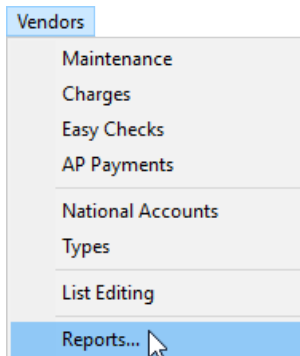 Vendors
Maintenance
Charges
Easy Checks
AP Payments
National Accounts
Types
List Editing
Reports...